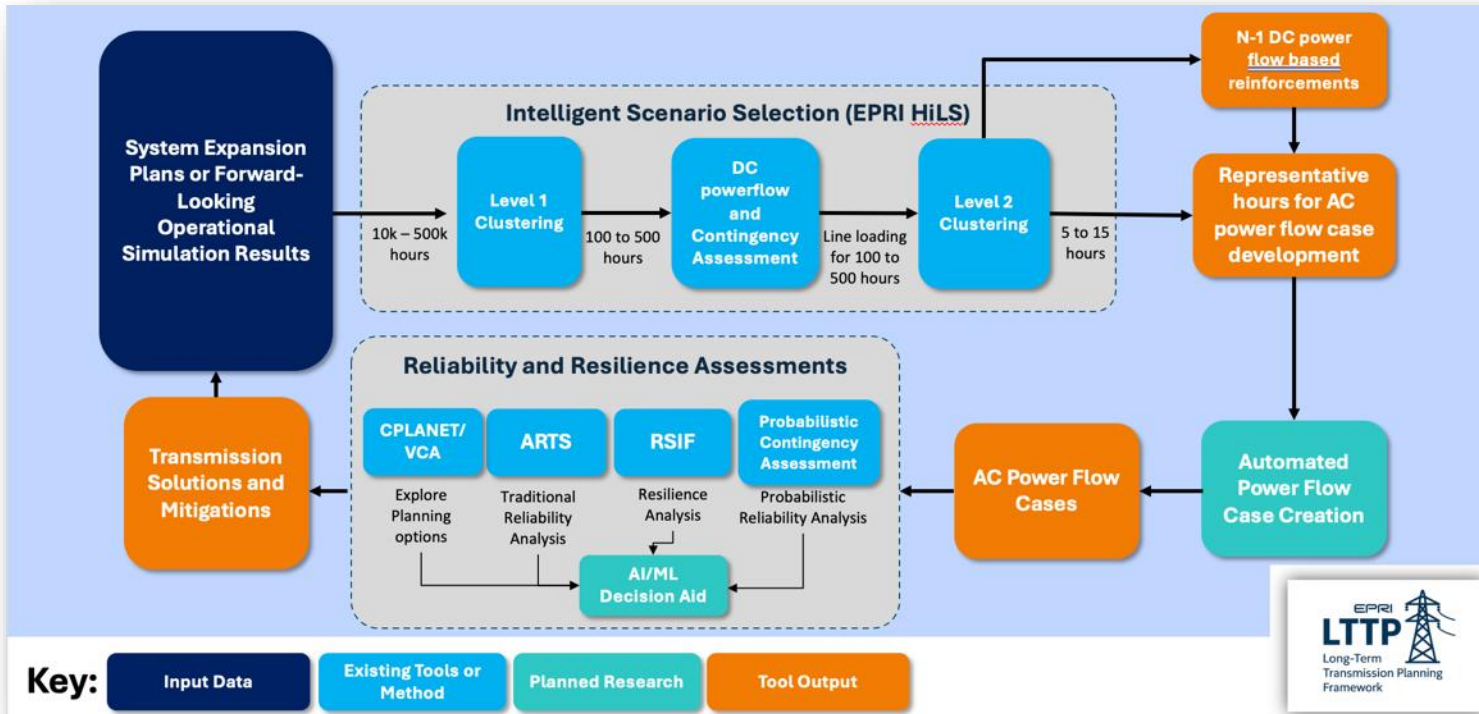 System Expansion
Plans or Forward-
Looking
Operational
Simulation Results
10k – 500k
hours
Intelligent Scenario Selection (EPRI HiLS)
Level 1
Clustering
100 to 500
hours
DC
powerflow
and
Contingency
Assessment
Line loading
for 100 to
500 hours
Level 2
Clustering
5 to 15
hours
N-1 DC power
flow based
reinforcements
Representative
hours for AC
power flow case
development
Automated
Power Flow
Case Creation
AC Power Flow
Cases
Reliability and Resilience Assessments
CPLANET/
VCA
Explore
Planning
options
ARTS
Traditional
Reliability
Analysis
RSIF
Resilience
Analysis
Probabilistic
Contingency
Assessment
Probabilistic
Reliability Analysis
AI/ML
Decision Aid
Transmission
Solutions and
Mitigations
Key:
Input Data
Existing Tools or
Method
Planned Research
Tool Output
EPRI
LTTP
Long-Term
Transmission Planning
Framework